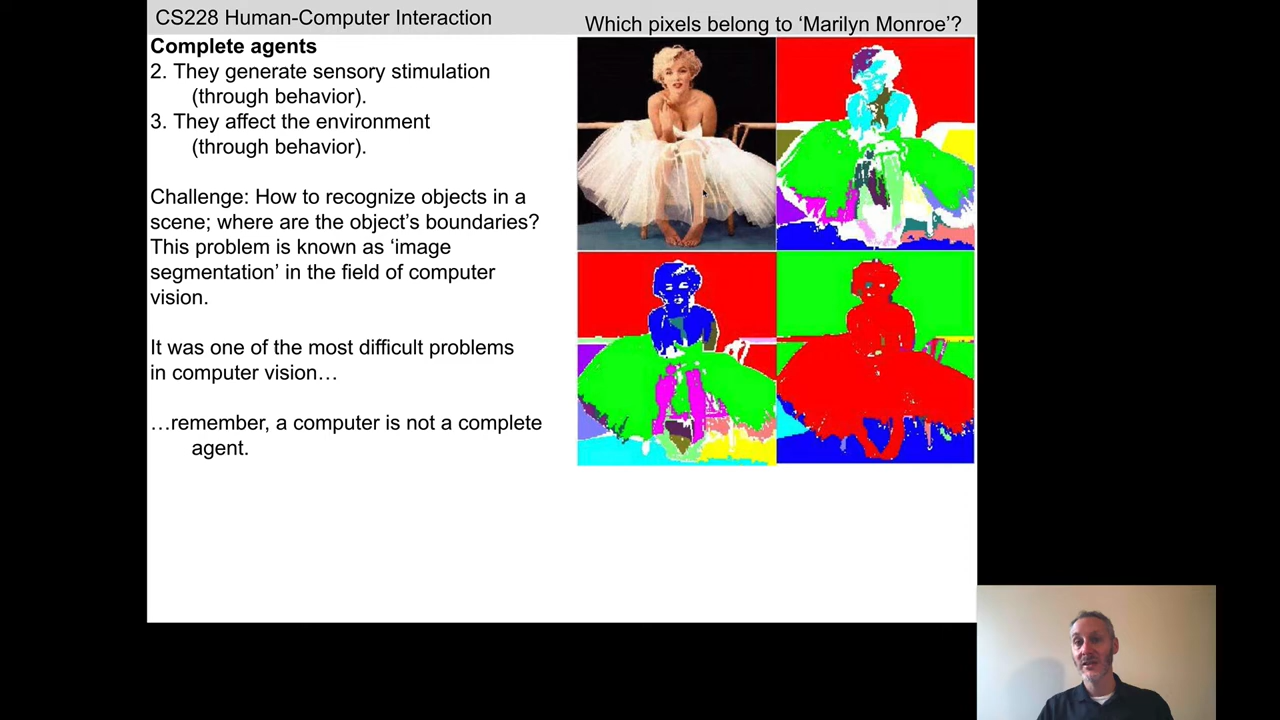 CS228 Human-Computer Interaction
Which pixels belong to ‘Marilyn Monroe’?
Complete agents
2. They generate sensory stimulation
(through behavior).
3. They affect the environment
(through behavior).
Challenge: How to recognize objects in a
scene; where are the object’s boundaries?
This problem is known as ‘image
segmentation’ in the field of computer
vision.
It was one of the most difficult problems
in computer vision…
…remember, a computer is not a complete
agent.